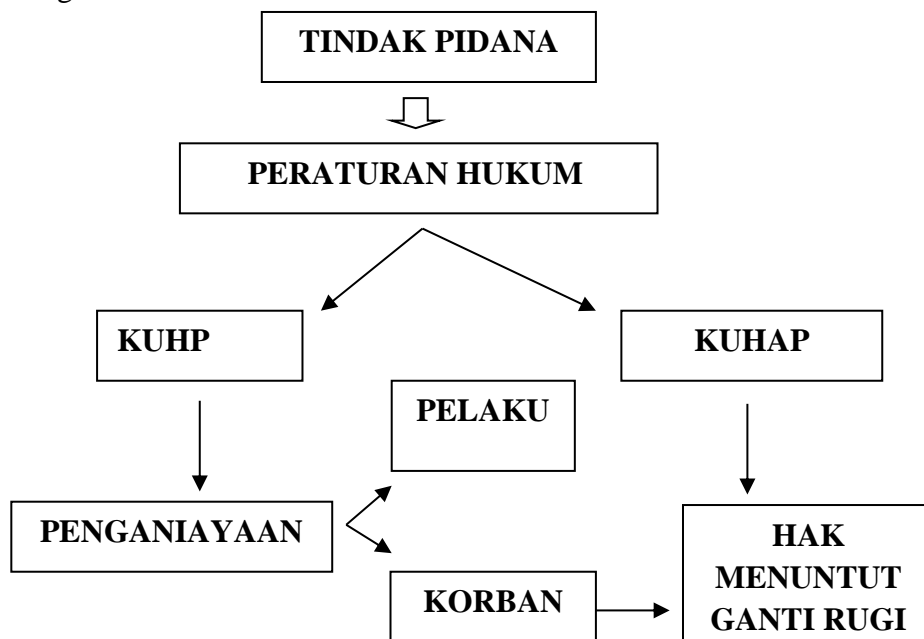 TINDAK PIDANA
PERATURAN HUKUM
KUHP
KUHAP
PELAKU
PENGANIAYAAN
HAK
MENUNTUT
GANTI RUGI
KORBAN